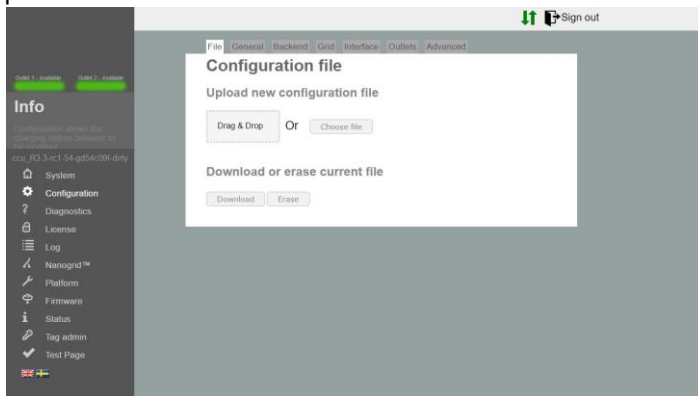 Sign out
File General Backend Grid Interface Outlets Advanced
Configuration file
Upload new configuration file
Drag & Drop Or Choose file
Download or erase current file
Download Erase
Outlet 1 - Available Outlet 2 - Available
Info
Configuration allows the
charging station behavior to
be modified
ccu_R3.3-rc1-54-gd54c09f-dirty
System
Configuration
? Diagnostics
License
Log
Nanogrid™
Platform
Firmware
Status
Tag admin
Test Page